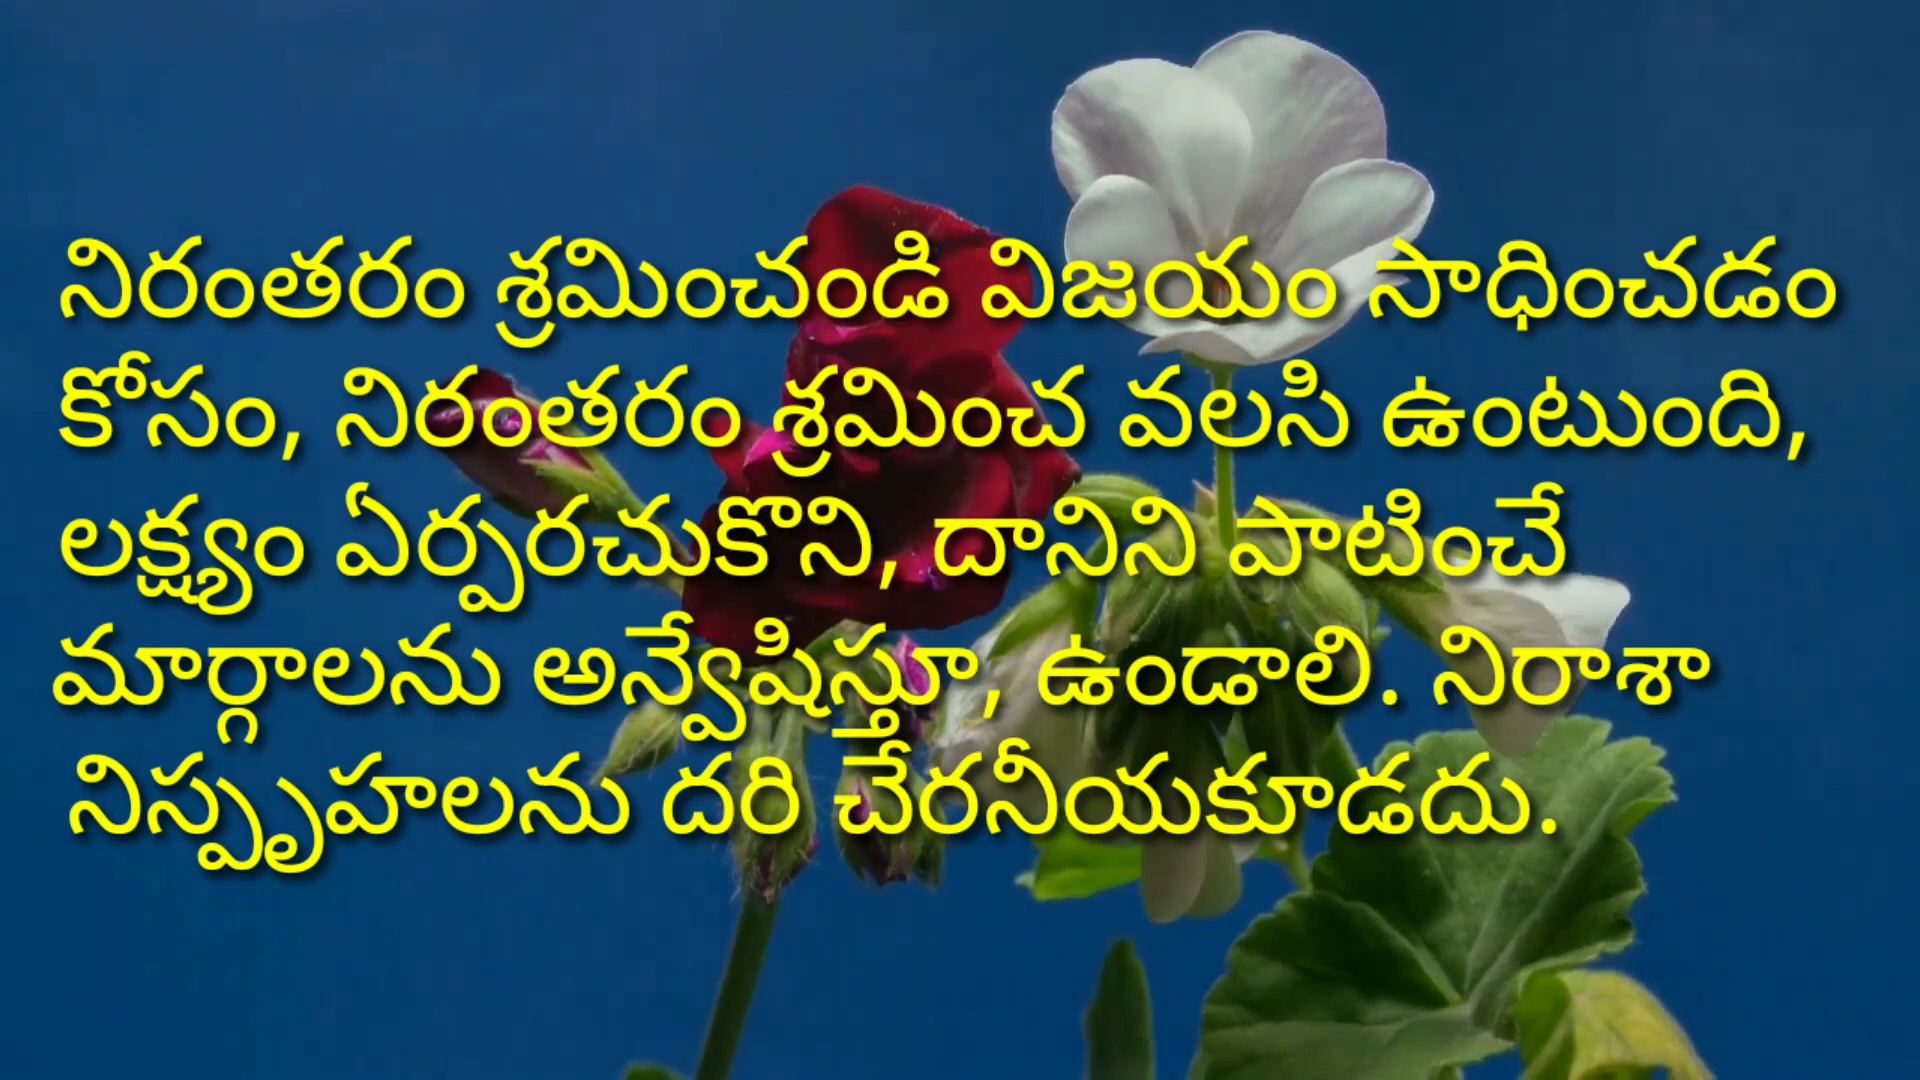 నిరంతరం శ్రమించండి విజయం సాధించడం
కోసం, నిరంతరం శ్రమించ వలసి ఉంటుంది,
లక్ష్యం ఏర్పరచుకొని, దానిని పాటించే
మార్గాలను అన్వేషిస్తూ, ఉండాలి. నిరాశా
నిస్పృహలను దరి చేరనీయకూడదు.